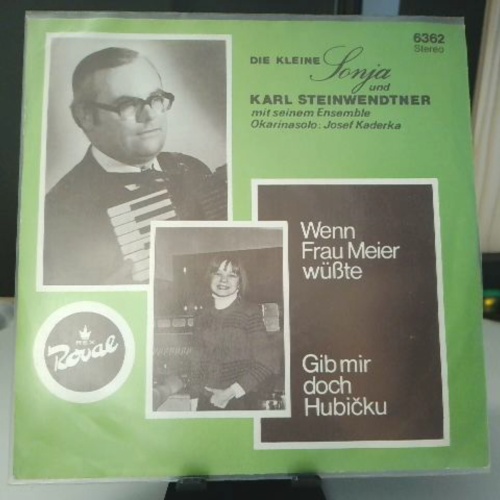 6362
Stereo
DIE KLEINE Sonja
und
KARL STEINWENDTNER
mit seinem Ensemble
Okarinasolo: Josef Kaderka
Wenn
Frau Meier
wüßte
REX
Royal
Gib mir
doch
Hubičku